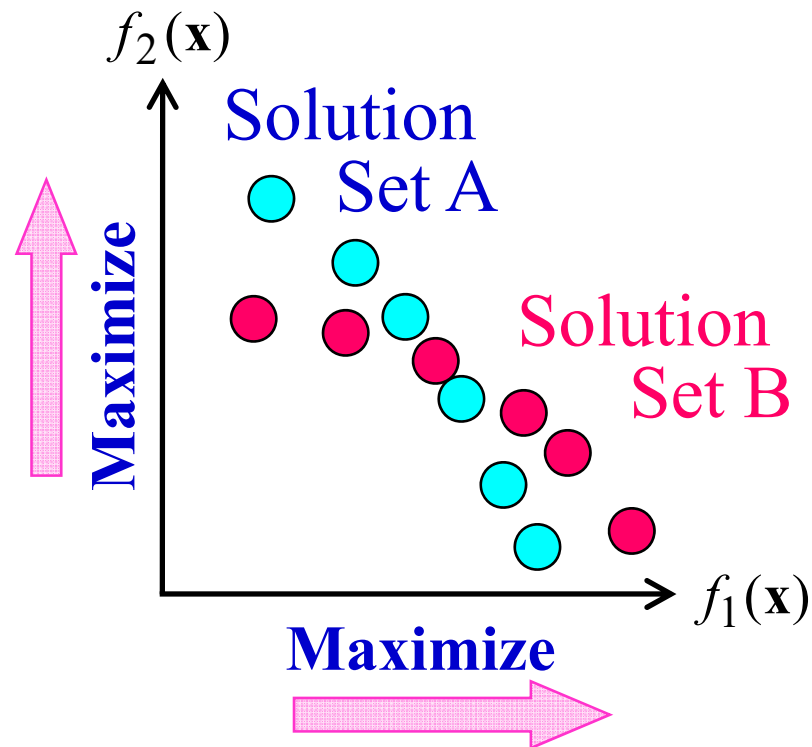 f₂(x)
Solution
Set A
Maximize
Solution
Set B
f₁(x)
Maximize